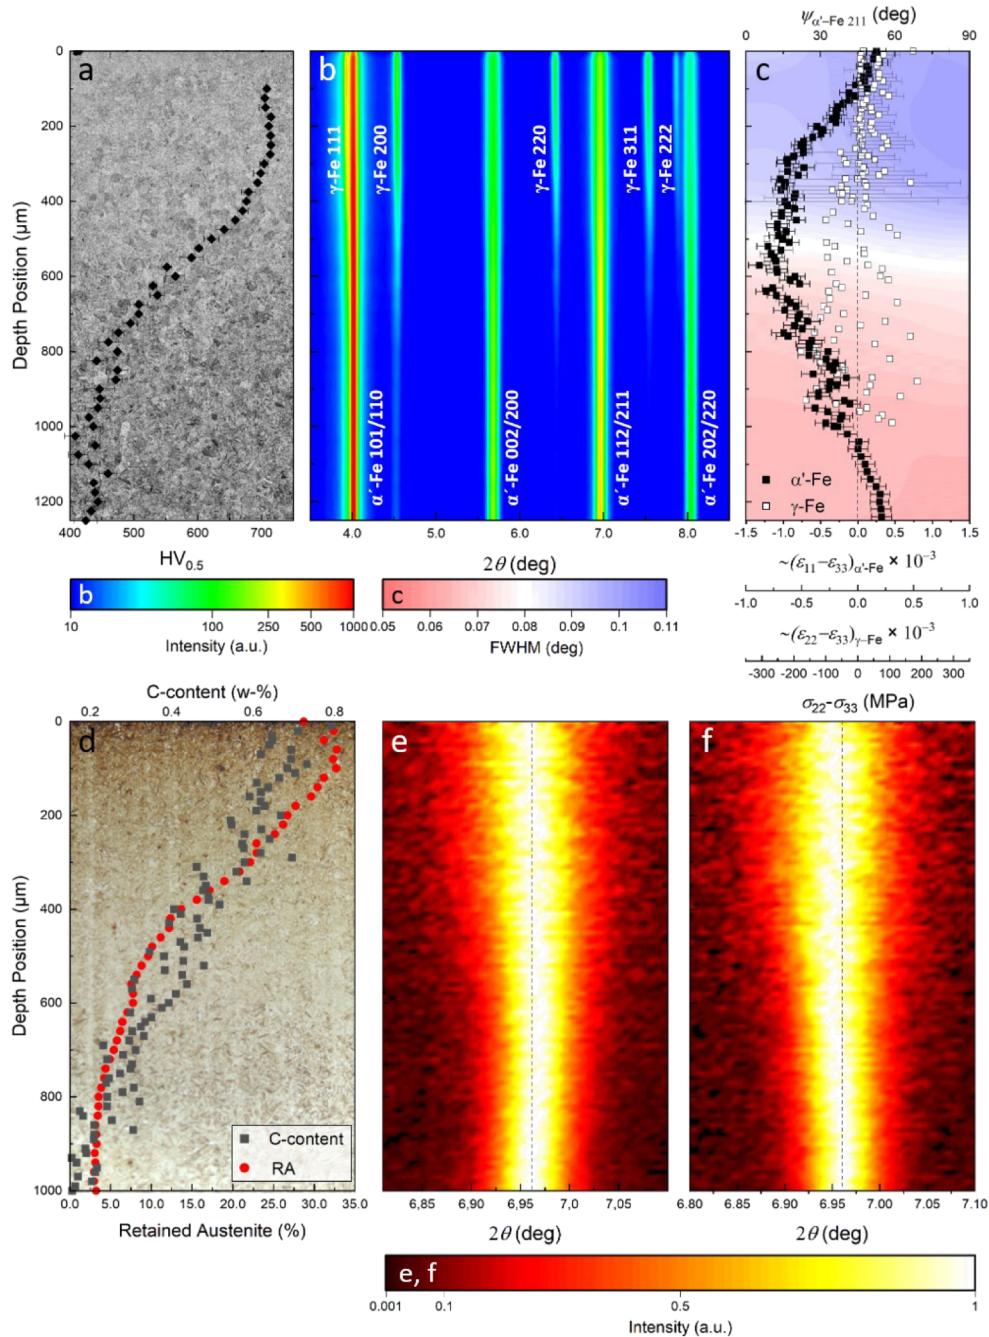 ψα'–Fe 211 (deg)
0 30 60 90
a
b
c
0
200
400
600
800
1000
1200
Depth Position (µm)
γ-Fe 111
γ-Fe 200
γ-Fe 220
γ-Fe 311
γ-Fe 222
α´-Fe 101/110
α´-Fe 002/200
α´-Fe 112/211
α´-Fe 202/220
α'-Fe
γ-Fe
400 500 600 700
HV0.5
4.0 5.0 6.0 7.0 8.0
2θ (deg)
-1.5 -1.0 -0.5 0.0 0.5 1.0 1.5
~(ε11–ε33)α'-Fe × 10-3
b
10 100 250 500 1000
Intensity (a.u.)
c
0.05 0.06 0.07 0.08 0.09 0.1 0.11
FWHM (deg)
-1.0 -0.5 0.0 0.5 1.0
~(ε22–ε33)γ–Fe × 10-3
-300 -200 -100 0 100 200 300
σ22-σ33 (MPa)
C-content (w-%)
0.2 0.4 0.6 0.8
d
e
f
0
200
400
600
800
1000
Depth Position (µm)
C-content
RA
0.0 5.0 10.0 15.0 20.0 25.0 30.0 35.0
Retained Austenite (%)
6,85 6,90 6,95 7,0 7,05
2θ (deg)
6.80 6.85 6.90 6.95 7.00 7.05 7.10
2θ (deg)
e, f
0.001 0.1 0.5 1
Intensity (a.u.)